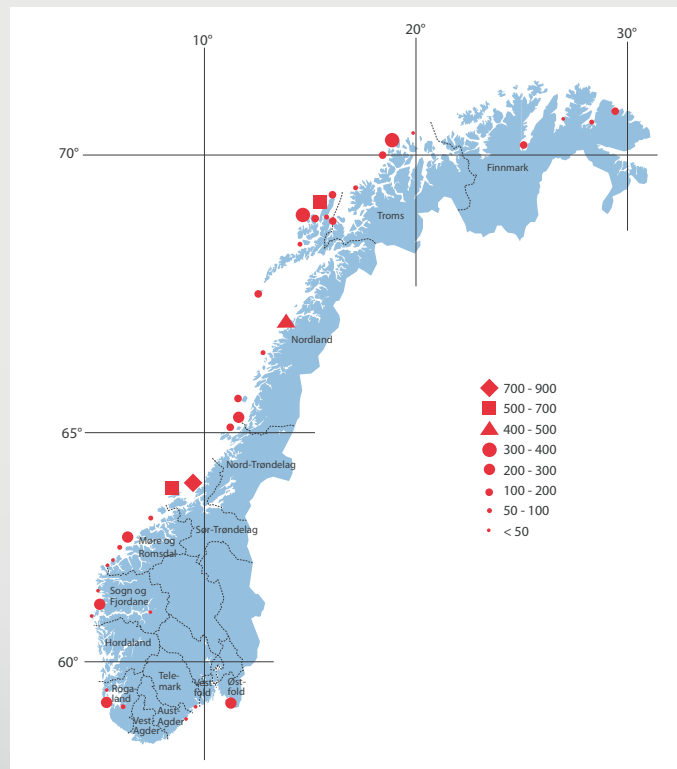 10°
20°
30°
70°
Finnmark
Troms
Nordland
700 - 900
500 - 700
400 - 500
300 - 400
200 - 300
100 - 200
50 - 100
< 50
65°
Nord-Trøndelag
Sør-Trøndelag
Møre og
Romsdal
Sogn og
Fjordane
Hordaland
60°
Roga-
land
Tele-
mark
Vest-
fold
Øst-
fold
Aust-
Agder
Vest
Agder